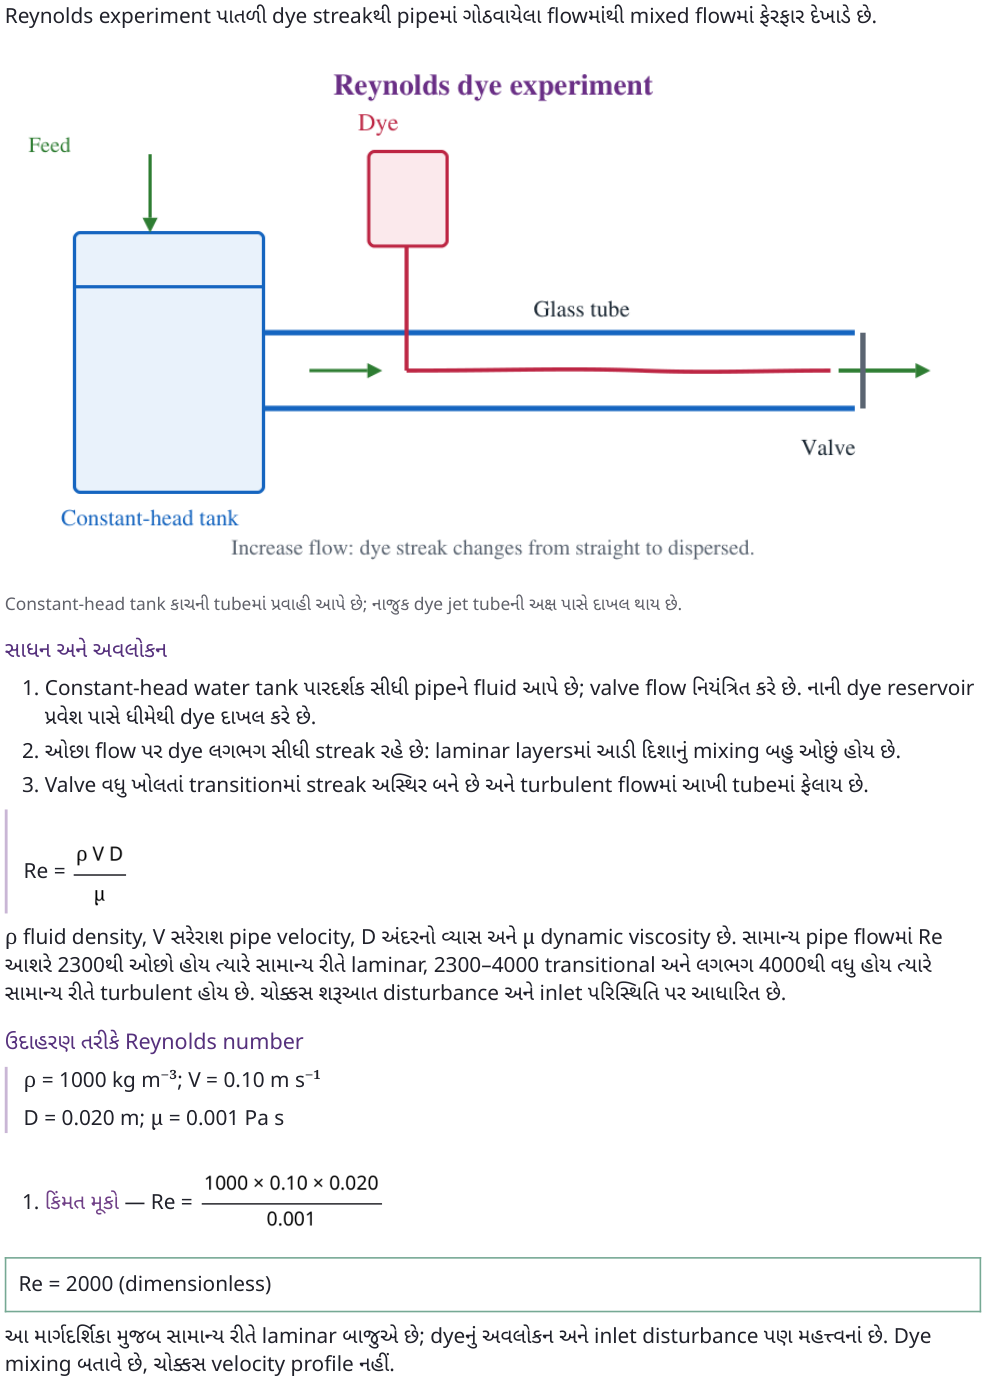 Reynolds experiment પાતળી dye streakથી pipeમાં ગોઠવાયેલા flowમાંથી mixed flowમાં ફેરફાર દેખાડે છે.
Reynolds dye experiment
Dye
Feed
Glass tube
Valve
Constant-head tank
Increase flow: dye streak changes from straight to dispersed.
Constant-head tank કાચની tubeમાં પ્રવાહી આપે છે; નાજુક dye jet tubeની અક્ષ પાસે દાખલ થાય છે.
સાધન અને અવલોકન
1. Constant-head water tank પારદર્શક સીધી pipeને fluid આપે છે; valve flow નિયંત્રિત કરે છે. નાની dye reservoir
પ્રવેશ પાસે ધીમેથી dye દાખલ કરે છે.
2. ઓછા flow પર dye લગભગ સીધી streak રહે છે: laminar layersમાં આડી દિશાનું mixing બહુ ઓછું હોય છે.
3. Valve વધુ ખોલતાં transitionમાં streak અસ્થિર બને છે અને turbulent flowમાં આખી tubeમાં ફેલાય છે.
Re = ρ V D / μ
ρ fluid density, V સરેરાશ pipe velocity, D અંદરનો વ્યાસ અને μ dynamic viscosity છે. સામાન્ય pipe flowમાં Re
આશરે 2300થી ઓછો હોય ત્યારે સામાન્ય રીતે laminar, 2300–4000 transitional અને લગભગ 4000થી વધુ હોય ત્યારે
સામાન્ય રીતે turbulent હોય છે. ચોક્કસ શરૂઆત disturbance અને inlet પરિસ્થિતિ પર આધારિત છે.
ઉદાહરણ તરીકે Reynolds number
ρ = 1000 kg m⁻³; V = 0.10 m s⁻¹
D = 0.020 m; μ = 0.001 Pa s
1. કિંમત મૂકો — Re = 1000 × 0.10 × 0.020 / 0.001
Re = 2000 (dimensionless)
આ માર્ગદર્શિકા મુજબ સામાન્ય રીતે laminar બાજુએ છે; dyeનું અવલોકન અને inlet disturbance પણ મહત્ત્વનાં છે. Dye
mixing બતાવે છે, ચોક્કસ velocity profile નહીં.